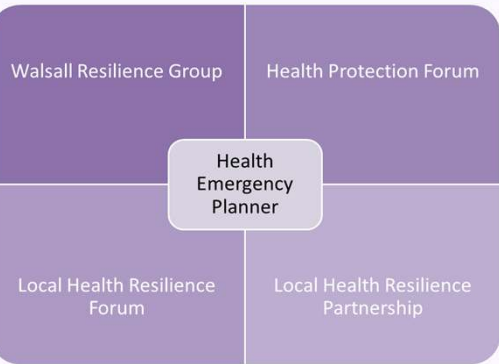 Walsall Resilience Group
Health Protection Forum
Health
Emergency
Planner
Local Health Resilience
Forum
Local Health Resilience
Partnership